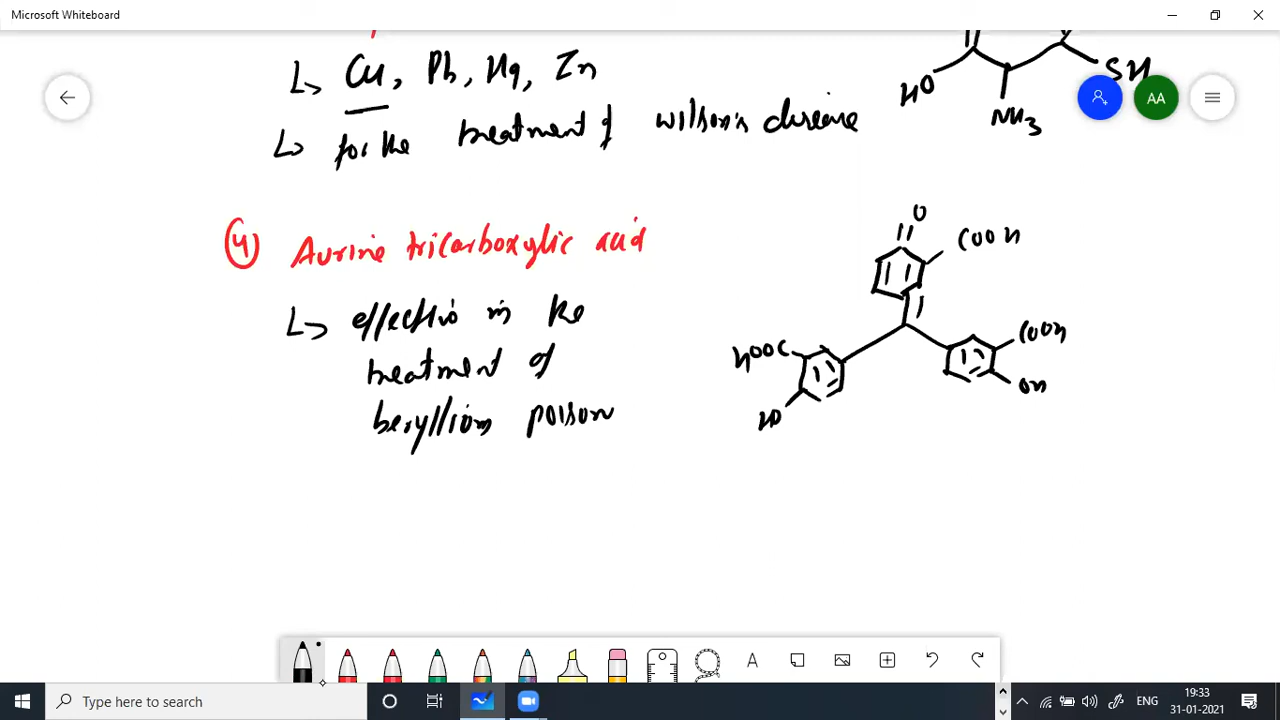 Microsoft Whiteboard
Cu, Pb, Hg, Zn
for the treatment of wilson's disease
HO
NH3
SH
AA
4 Aurine tricarboxylic acid
effective in the
treatment of
beryllium poison
O
COOH
HOOC
COOH
HO
OH
A
Type here to search
ENG
19:33
31-01-2021